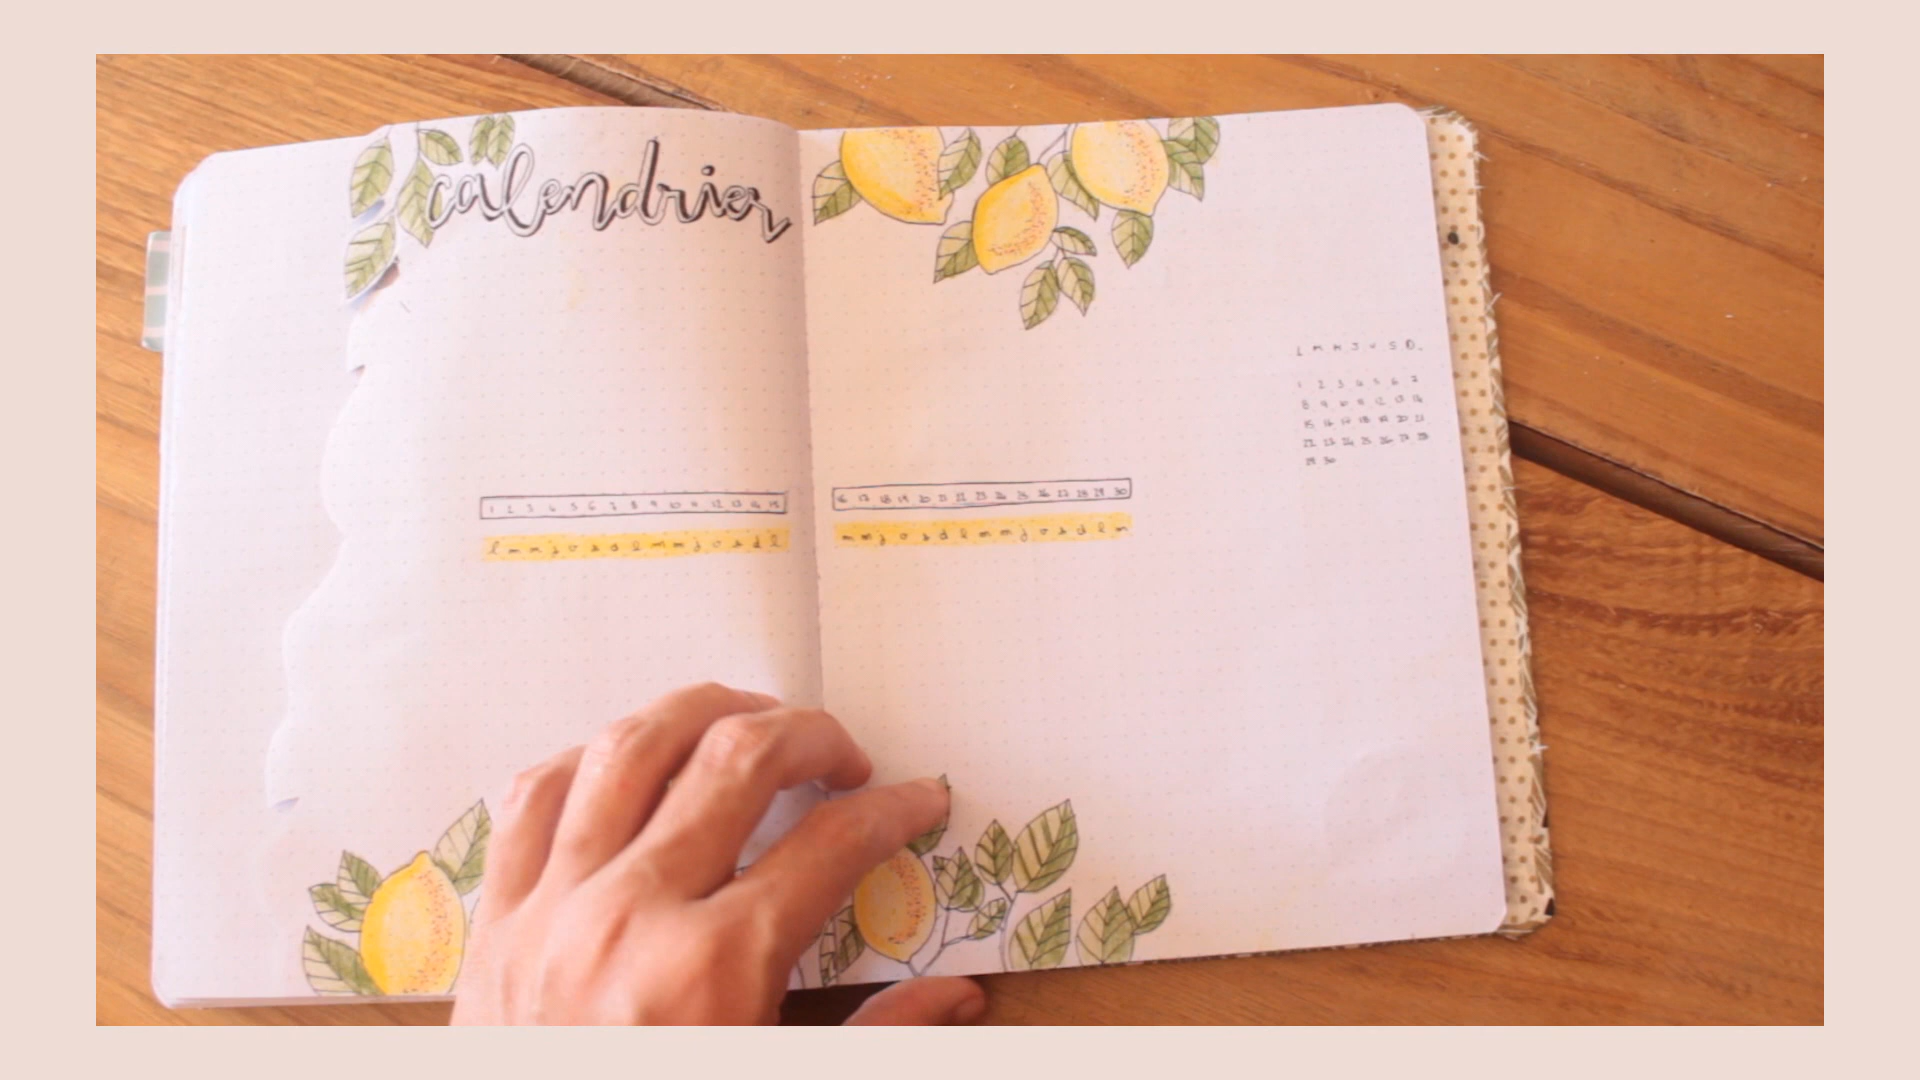 calendrier
1 2 3 4 5 6 7 8 9 10 11 12 13 14 15
l m m j v s d l m m j v s d l
16 17 18 19 20 21 22 23 24 25 26 27 28 29 30
m m j v s d l m m j v s d l m
L M M J V S D.
1 2 3 4 5 6 7
8 9 10 11 12 13 14
15 16 17 18 19 20 21
22 23 24 25 26 27 28
29 30